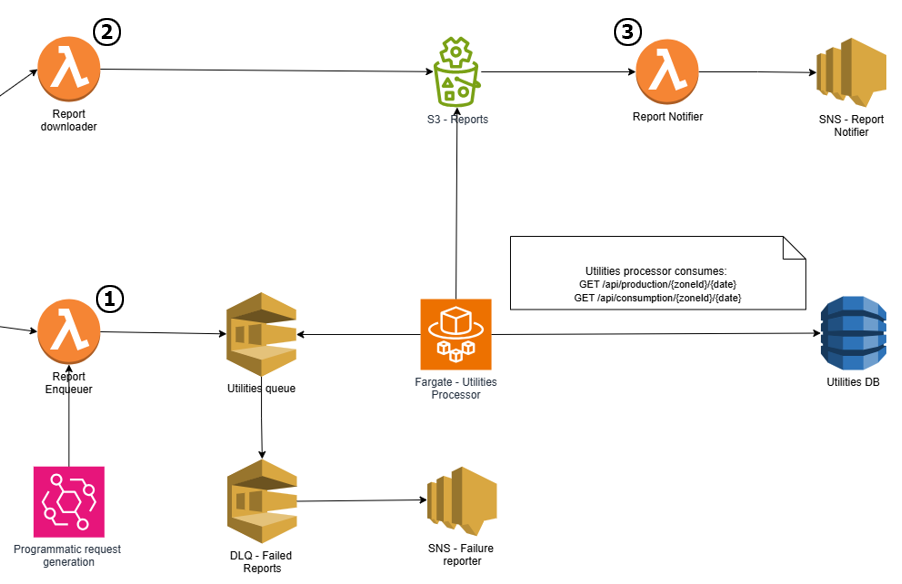 2
3
Report
downloader
S3 - Reports
Report Notifier
SNS - Report
Notifier
Utilities processor consumes:
GET /api/production/{zoneId}/{date}
GET /api/consumption/{zoneId}/{date}
1
Report
Enqueuer
Utilities queue
Fargate - Utilities
Processor
Utilities DB
Programmatic request
generation
DLQ - Failed
Reports
SNS - Failure
reporter